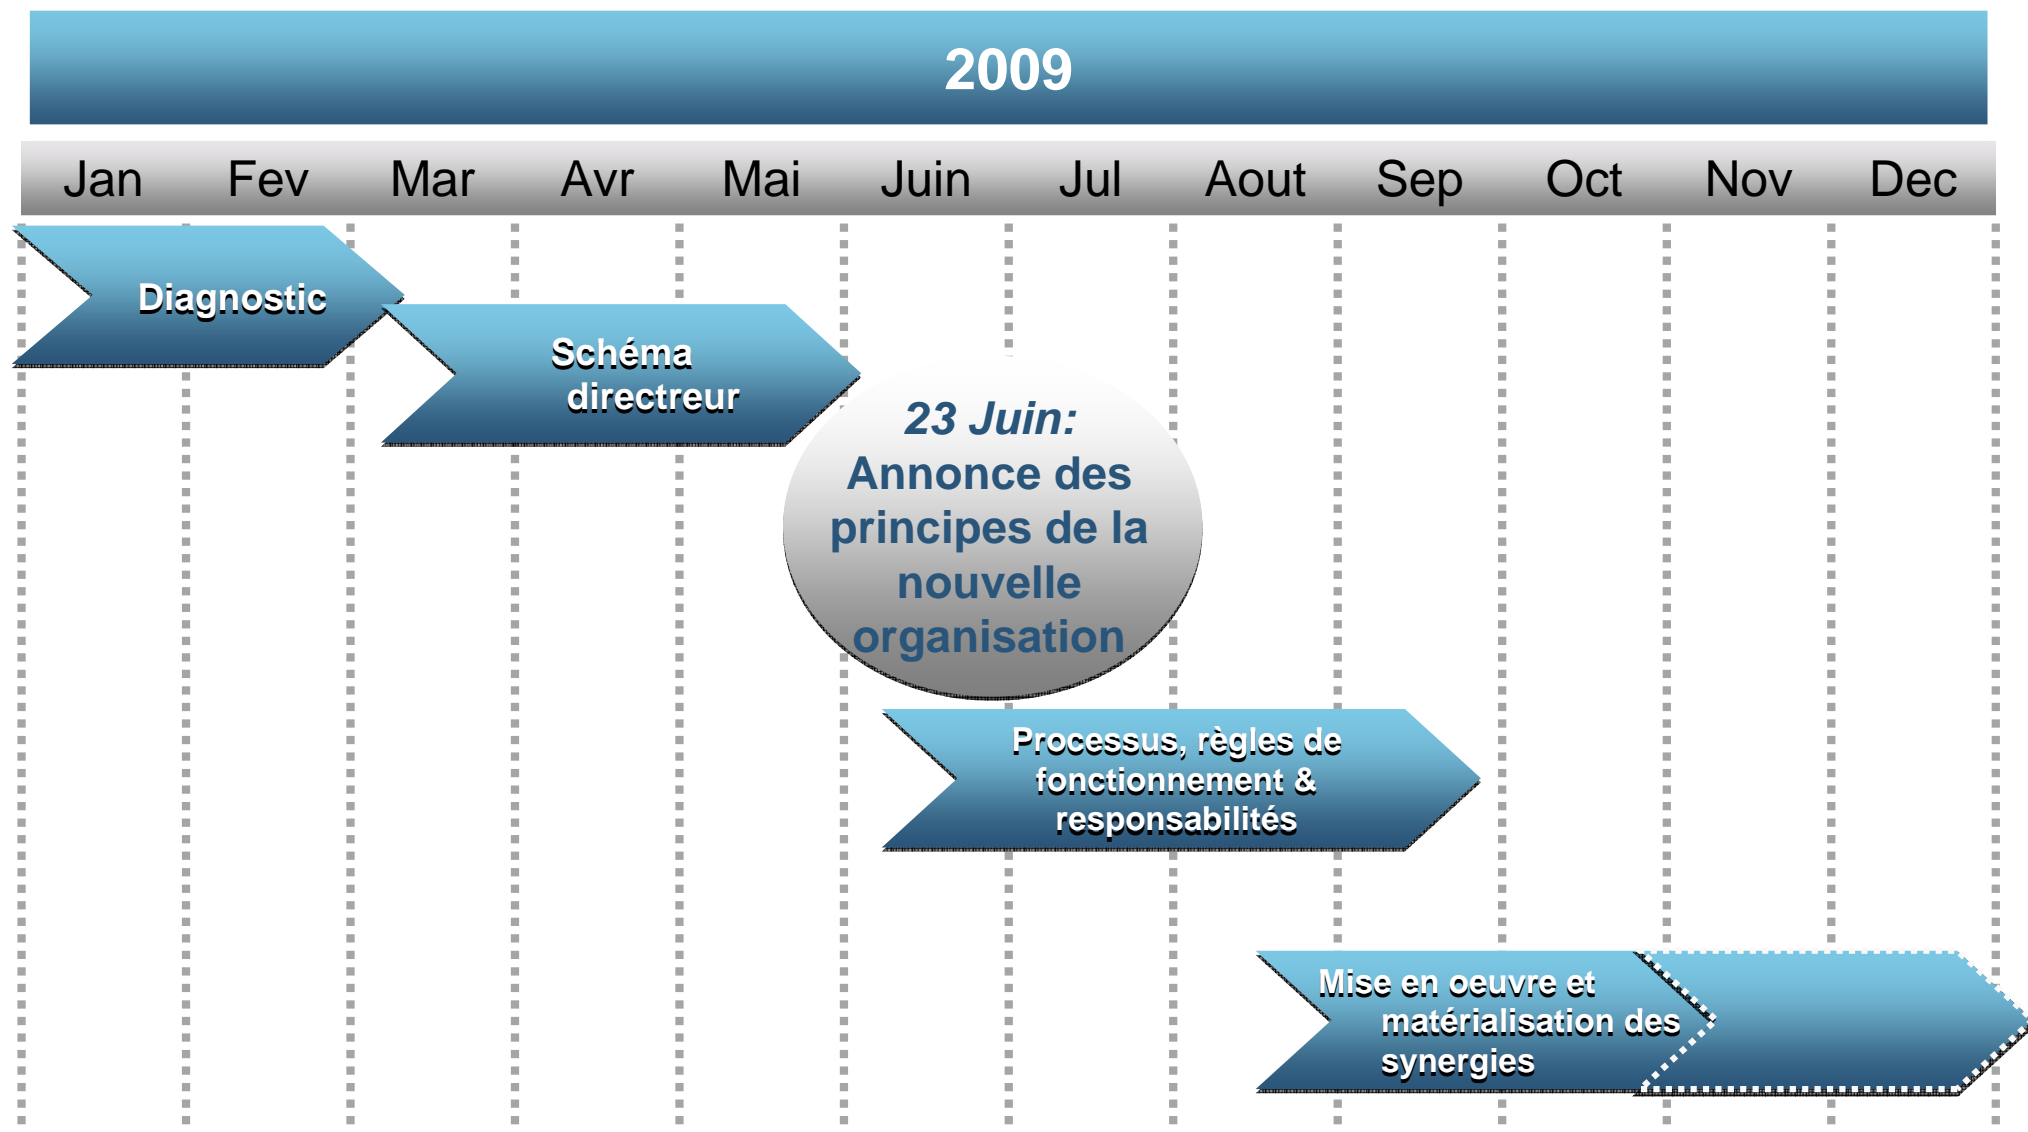 2009
Jan Fev Mar Avr Mai Juin Jul Aout Sep Oct Nov Dec
Diagnostic
Schéma
directreur
23 Juin:
Annonce des
principes de la
nouvelle
organisation
Processus, règles de
fonctionnement &
responsabilités
Mise en oeuvre et
matérialisation des
synergies